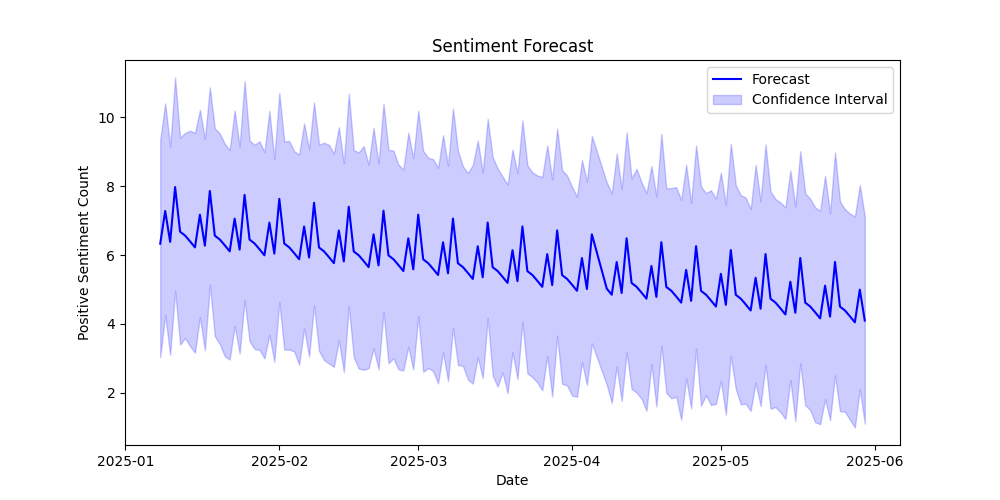 Sentiment Forecast
Forecast
Confidence Interval
Positive Sentiment Count
10
8
6
4
2
2025-01
2025-02
2025-03
2025-04
2025-05
2025-06
Date